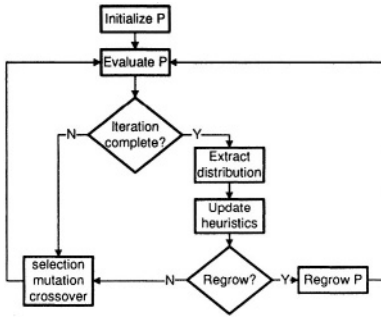 Initialize P
Evaluate P
Iteration
complete?
N
Y
Extract
distribution
Update
heuristics
Regrow?
N
Y
Regrow P
selection
mutation
crossover